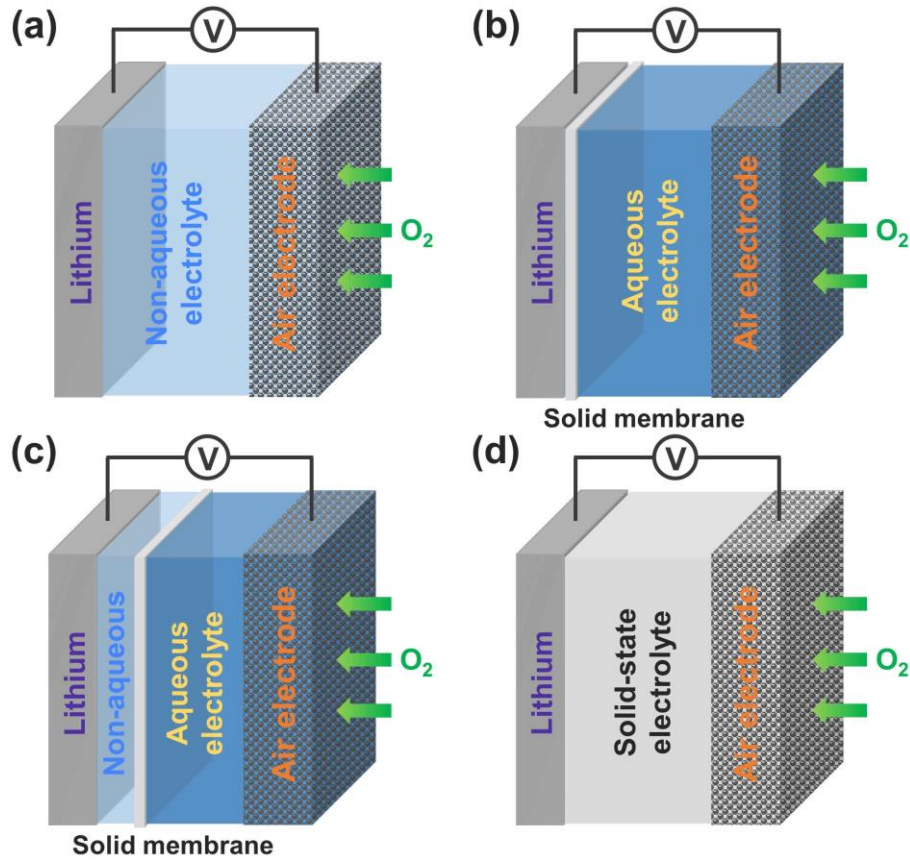 (a)
V
Lithium
Non-aqueous
electrolyte
Air electrode
O₂
(b)
V
Lithium
Aqueous
electrolyte
Air electrode
O₂
Solid membrane
(c)
V
Lithium
Non-aqueous
Aqueous
electrolyte
Air electrode
O₂
Solid membrane
(d)
V
Lithium
Solid-state
electrolyte
Air electrode
O₂